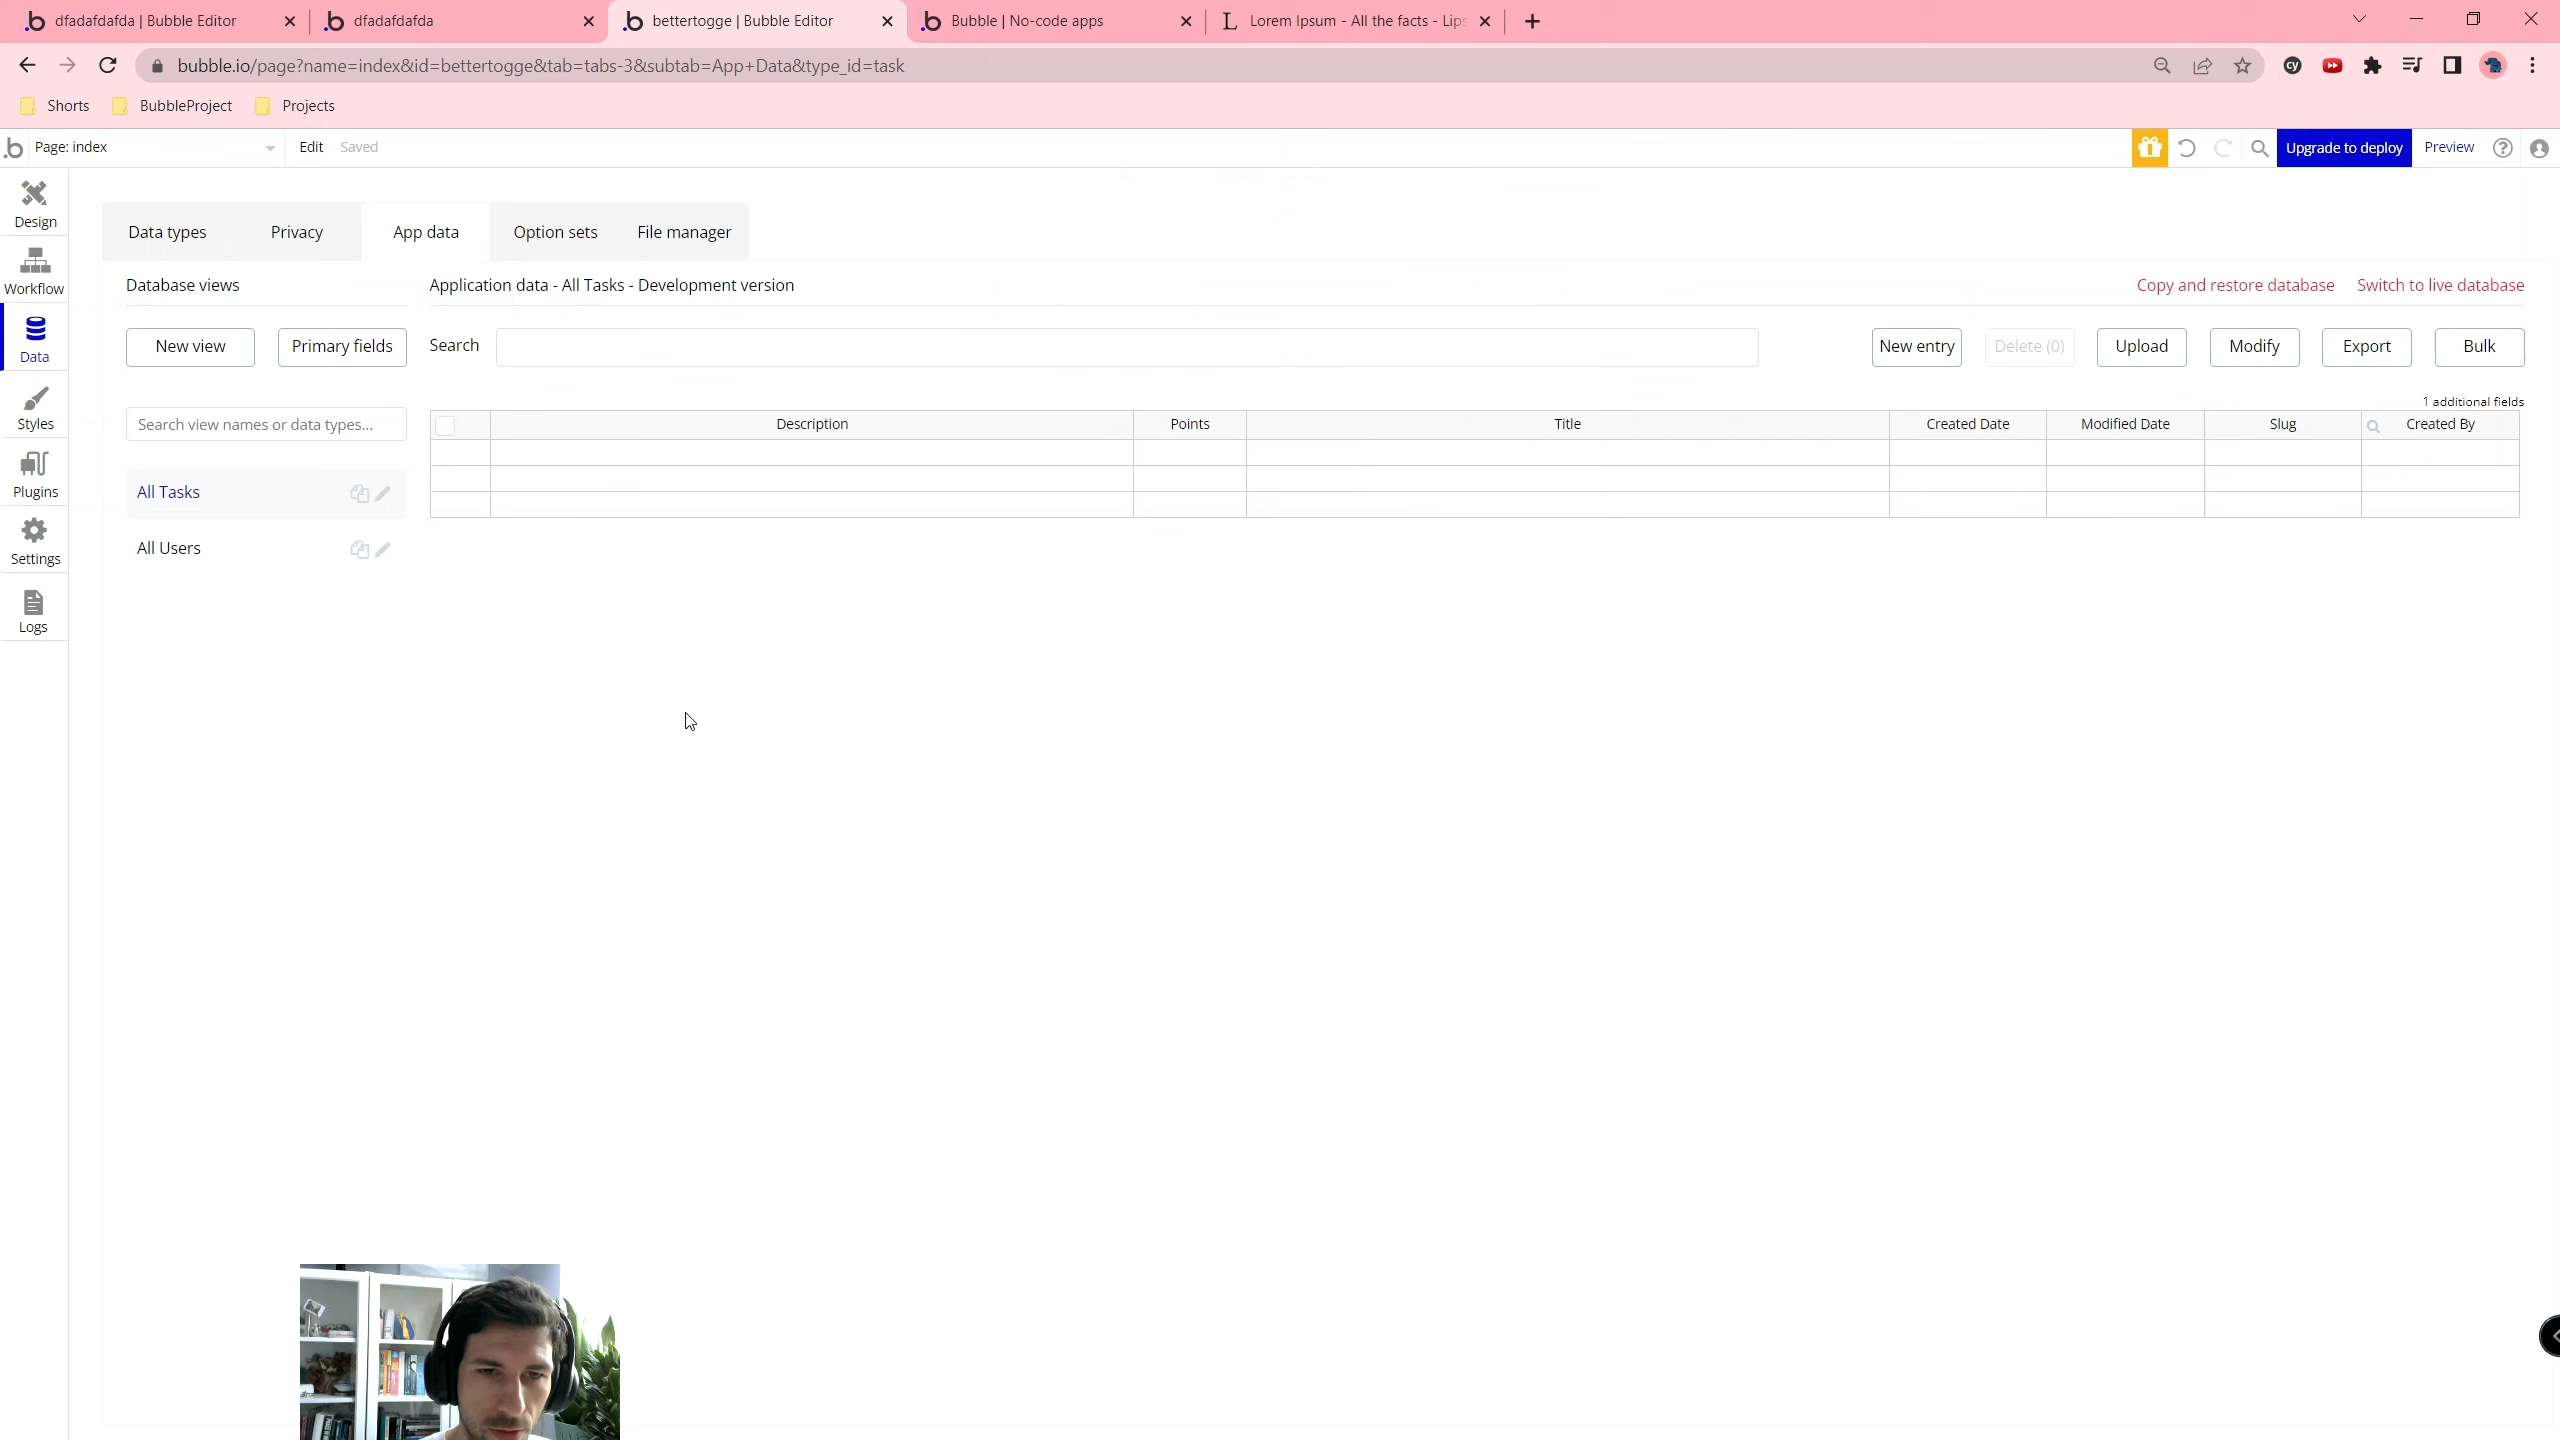 dfadafdafda | Bubble Editor
dfadafdafda
bettertogge | Bubble Editor
Bubble | No-code apps
Lorem Ipsum - All the facts - Lips
bubble.io/page?name=index&id=bettertogge&tab=tabs-3&subtab=App+Data&type_id=task
Shorts
BubbleProject
Projects
Page: index
Edit
Saved
Upgrade to deploy
Preview
Design
Workflow
Data
Styles
Plugins
Settings
Logs
Data types
Privacy
App data
Option sets
File manager
Database views
Application data - All Tasks - Development version
Copy and restore database
Switch to live database
New view
Primary fields
Search
New entry
Delete (0)
Upload
Modify
Export
Bulk
1 additional fields
Search view names or data types...
Description
Points
Title
Created Date
Modified Date
Slug
Created By
All Tasks
All Users